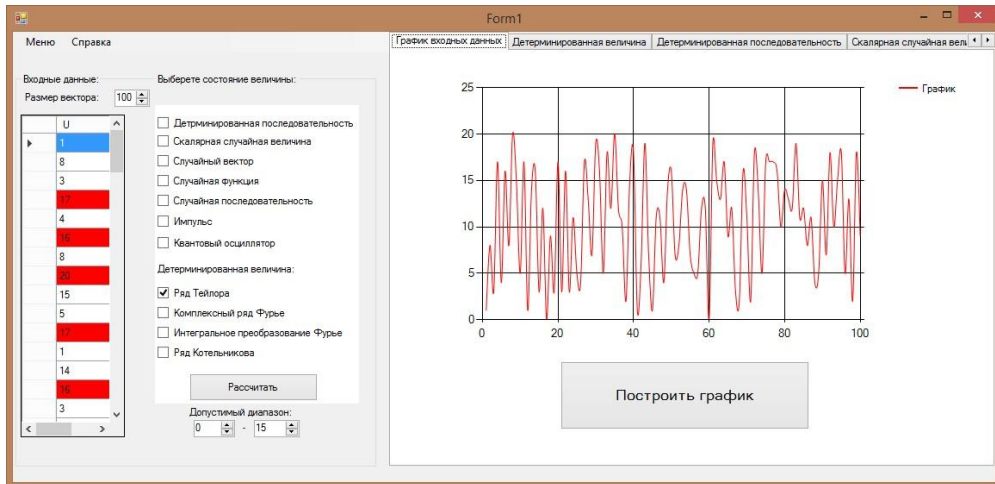 Form1
Меню Справка
График входных данных Детерминированная величина Детерминированная последовательность Скалярная случайная вели
Входные данные:
Размер вектора: 100
U
1
8
3
17
4
16
8
20
15
5
17
1
14
16
3
Выберете состояние величины:
Детрминированная последовательность
Скалярная случайная величина
Случайный вектор
Случайная функция
Случайная последовательность
Импульс
Квантовый осциллятор
Детерминированная величина:
Ряд Тейлора
Комплексный ряд Фурье
Интегральное преобразование Фурье
Ряд Котельникова
Рассчитать
Допустимый диапазон:
0 - 15
25
20
15
10
5
0
0 20 40 60 80 100
График
Построить график